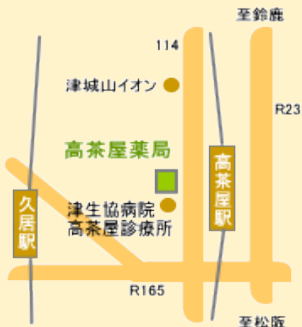 至鈴鹿
114
津城山イオン
R23
高茶屋薬局
高茶屋駅
久居駅
津生協病院
高茶屋診療所
R165
至松阪